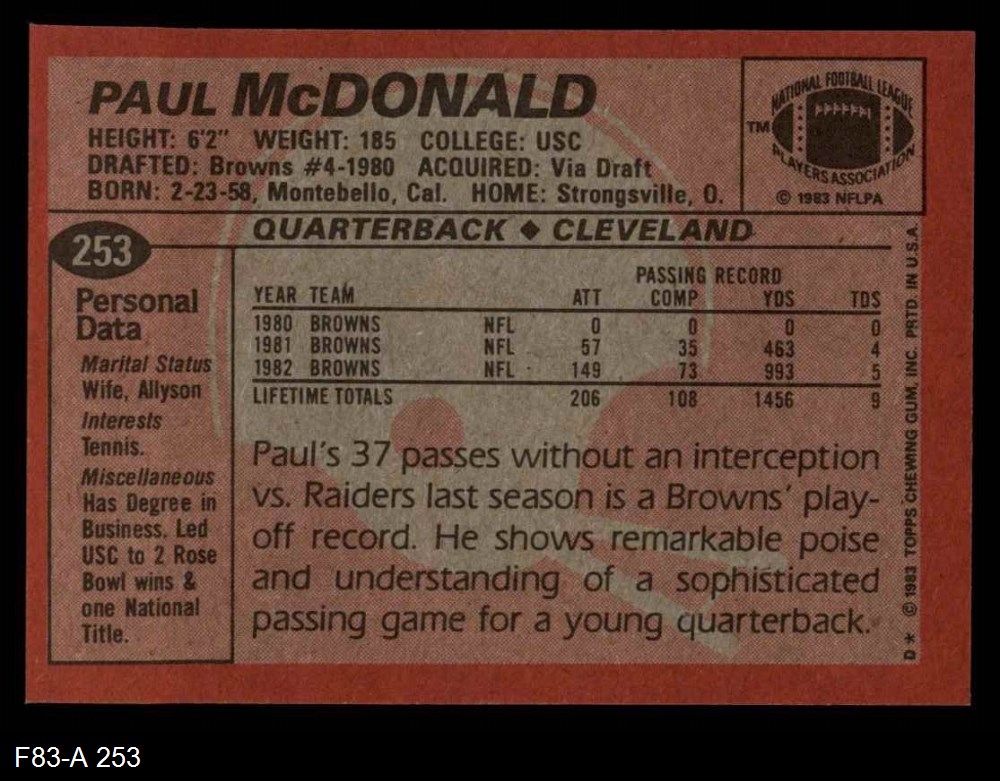 PAUL McDONALD
HEIGHT: 6'2" WEIGHT: 185 COLLEGE: USC
DRAFTED: Browns #4-1980 ACQUIRED: Via Draft
BORN: 2-23-58, Montebello, Cal. HOME: Strongsville, O.
NATIONAL FOOTBALL LEAGUE
TM
PLAYERS ASSOCIATION
© 1983 NFLPA
253
QUARTERBACK ♦ CLEVELAND
Personal
Data
Marital Status
Wife, Allyson
Interests
Tennis.
Miscellaneous
Has Degree in
Business. Led
USC to 2 Rose
Bowl wins &
one National
Title.
PASSING RECORD
YEAR TEAM ATT COMP YDS TDS
1980 BROWNS NFL 0 0 0 0
1981 BROWNS NFL 57 35 463 4
1982 BROWNS NFL 149 73 993 5
LIFETIME TOTALS 206 108 1456 9
Paul's 37 passes without an interception
vs. Raiders last season is a Browns' play-
off record. He shows remarkable poise
and understanding of a sophisticated
passing game for a young quarterback.
D* © 1983 TOPPS CHEWING GUM, INC. PRTD. IN U.S.A.
F83-A 253